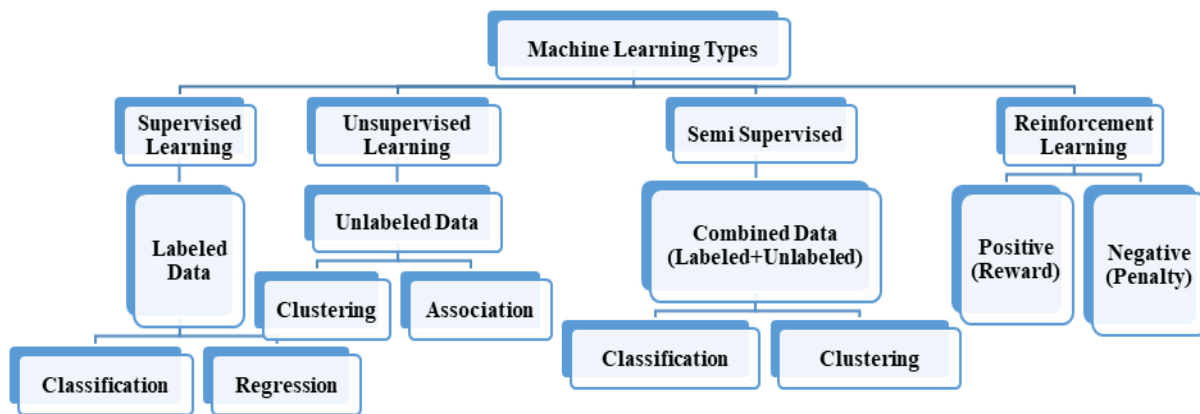 Machine Learning Types
Supervised
Learning
Unsupervised
Learning
Semi Supervised
Reinforcement
Learning
Labeled
Data
Unlabeled Data
Combined Data
(Labeled+Unlabeled)
Positive
(Reward)
Negative
(Penalty)
Clustering
Association
Classification
Regression
Classification
Clustering